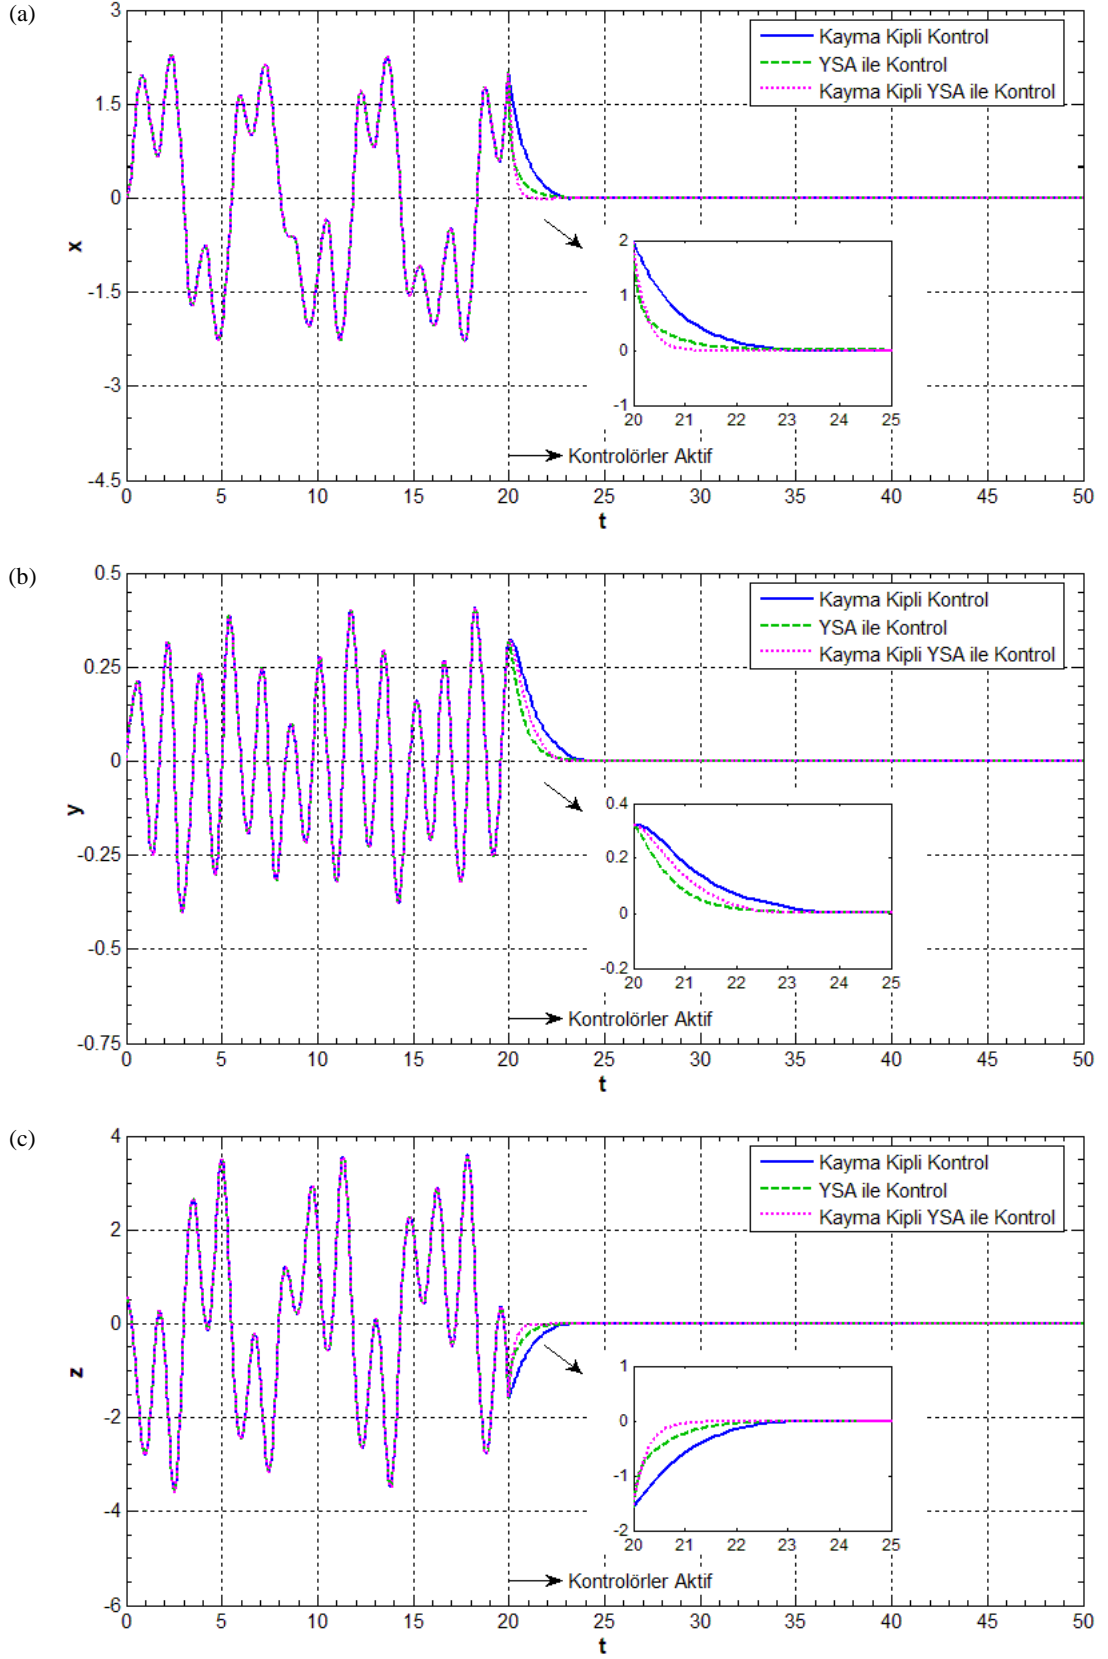 (a)
3
1.5
0
-1.5
-3
-4.5
x
Kayma Kipli Kontrol
YSA ile Kontrol
Kayma Kipli YSA ile Kontrol
2
1
0
-1
20 21 22 23 24 25
Kontrolörler Aktif
0 5 10 15 20 25 30 35 40 45 50
t
(b)
0.5
0.25
0
-0.25
-0.5
-0.75
y
Kayma Kipli Kontrol
YSA ile Kontrol
Kayma Kipli YSA ile Kontrol
0.4
0.2
0
-0.2
20 21 22 23 24 25
Kontrolörler Aktif
0 5 10 15 20 25 30 35 40 45 50
t
(c)
4
2
0
-2
-4
-6
z
Kayma Kipli Kontrol
YSA ile Kontrol
Kayma Kipli YSA ile Kontrol
1
0
-1
-2
20 21 22 23 24 25
Kontrolörler Aktif
0 5 10 15 20 25 30 35 40 45 50
t